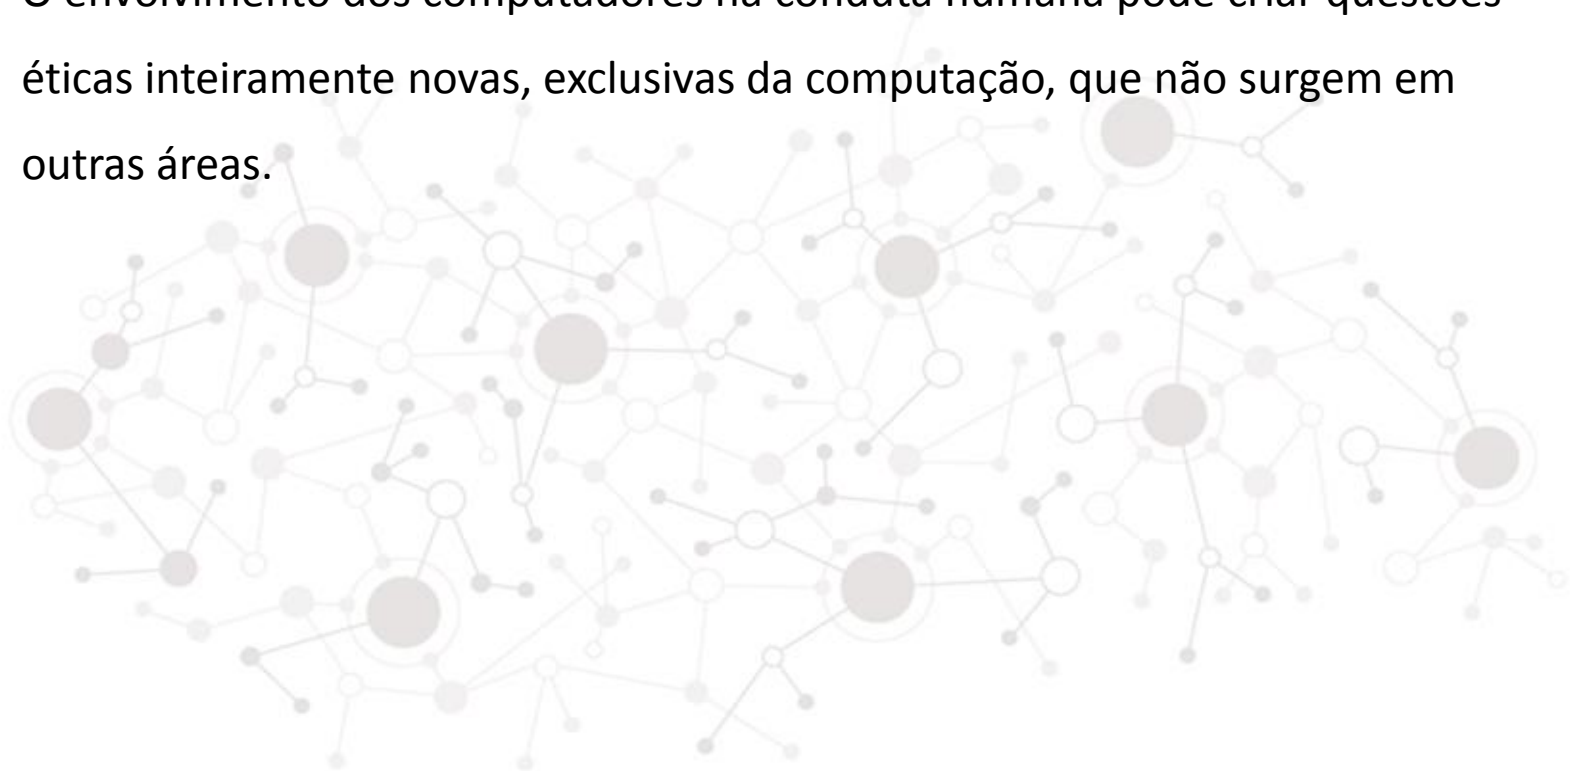 O envolvimento dos computadores na conduta humana pode criar questões
éticas inteiramente novas, exclusivas da computação, que não surgem em
outras áreas.